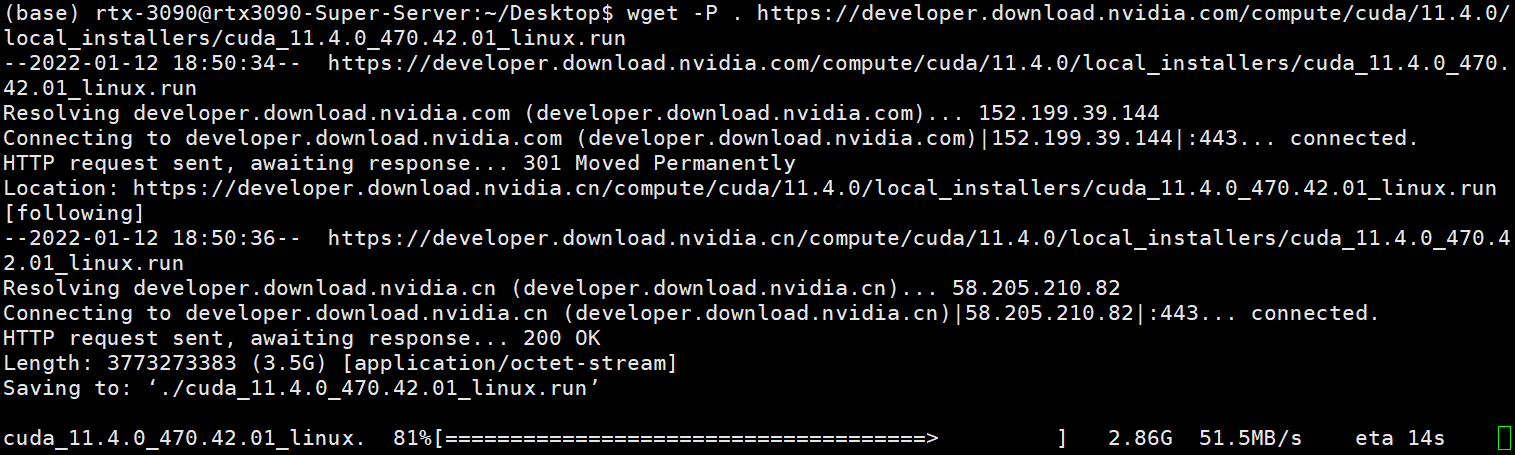 (base) rtx-3090@rtx3090-Super-Server:~/Desktop$ wget -P . https://developer.download.nvidia.com/compute/cuda/11.4.0/
local_installers/cuda_11.4.0_470.42.01_linux.run
--2022-01-12 18:50:34--  https://developer.download.nvidia.com/compute/cuda/11.4.0/local_installers/cuda_11.4.0_470.
42.01_linux.run
Resolving developer.download.nvidia.com (developer.download.nvidia.com)... 152.199.39.144
Connecting to developer.download.nvidia.com (developer.download.nvidia.com)|152.199.39.144|:443... connected.
HTTP request sent, awaiting response... 301 Moved Permanently
Location: https://developer.download.nvidia.cn/compute/cuda/11.4.0/local_installers/cuda_11.4.0_470.42.01_linux.run
[following]
--2022-01-12 18:50:36--  https://developer.download.nvidia.cn/compute/cuda/11.4.0/local_installers/cuda_11.4.0_470.4
2.01_linux.run
Resolving developer.download.nvidia.cn (developer.download.nvidia.cn)... 58.205.210.82
Connecting to developer.download.nvidia.cn (developer.download.nvidia.cn)|58.205.210.82|:443... connected.
HTTP request sent, awaiting response... 200 OK
Length: 3773273383 (3.5G) [application/octet-stream]
Saving to: ‘./cuda_11.4.0_470.42.01_linux.run’
cuda_11.4.0_470.42.01_linux.  81%[=====================================>         ]   2.86G  51.5MB/s    eta 14s